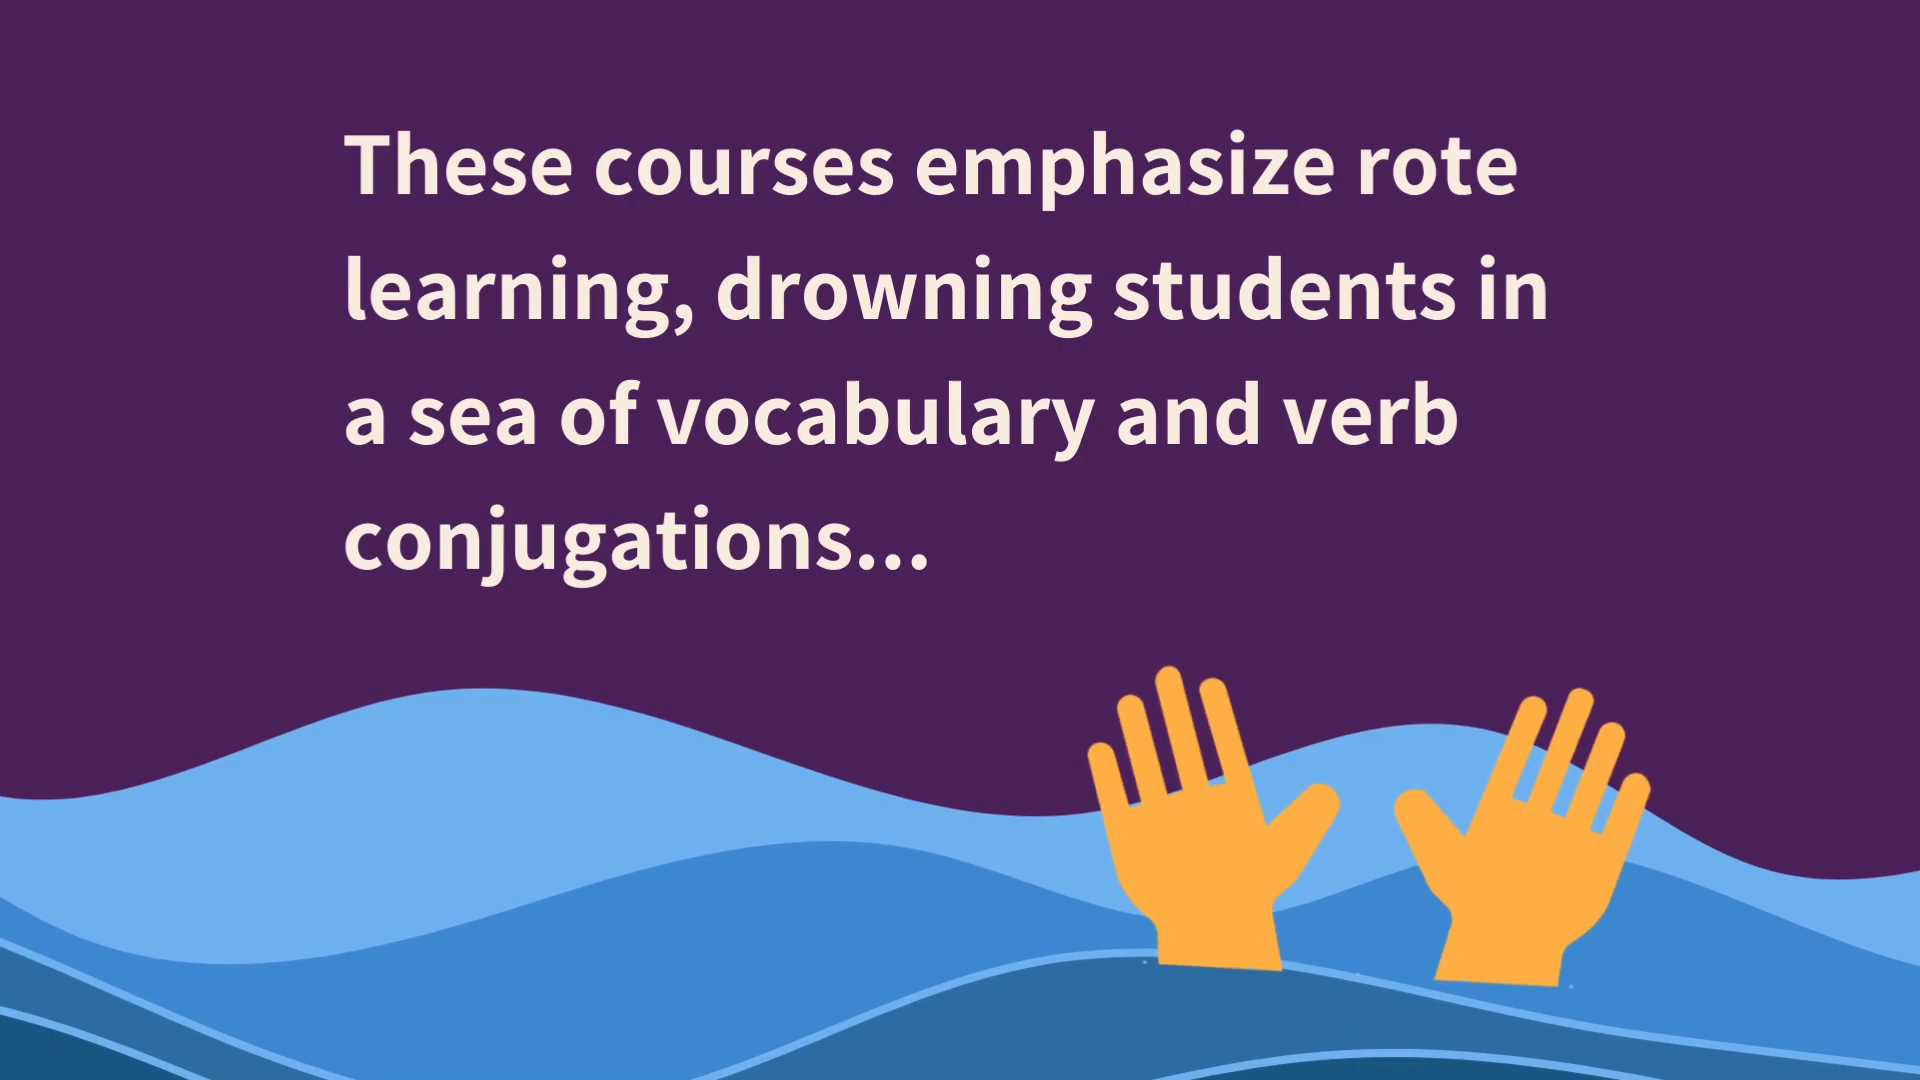 These courses emphasize rote
learning, drowning students in
a sea of vocabulary and verb
conjugations...